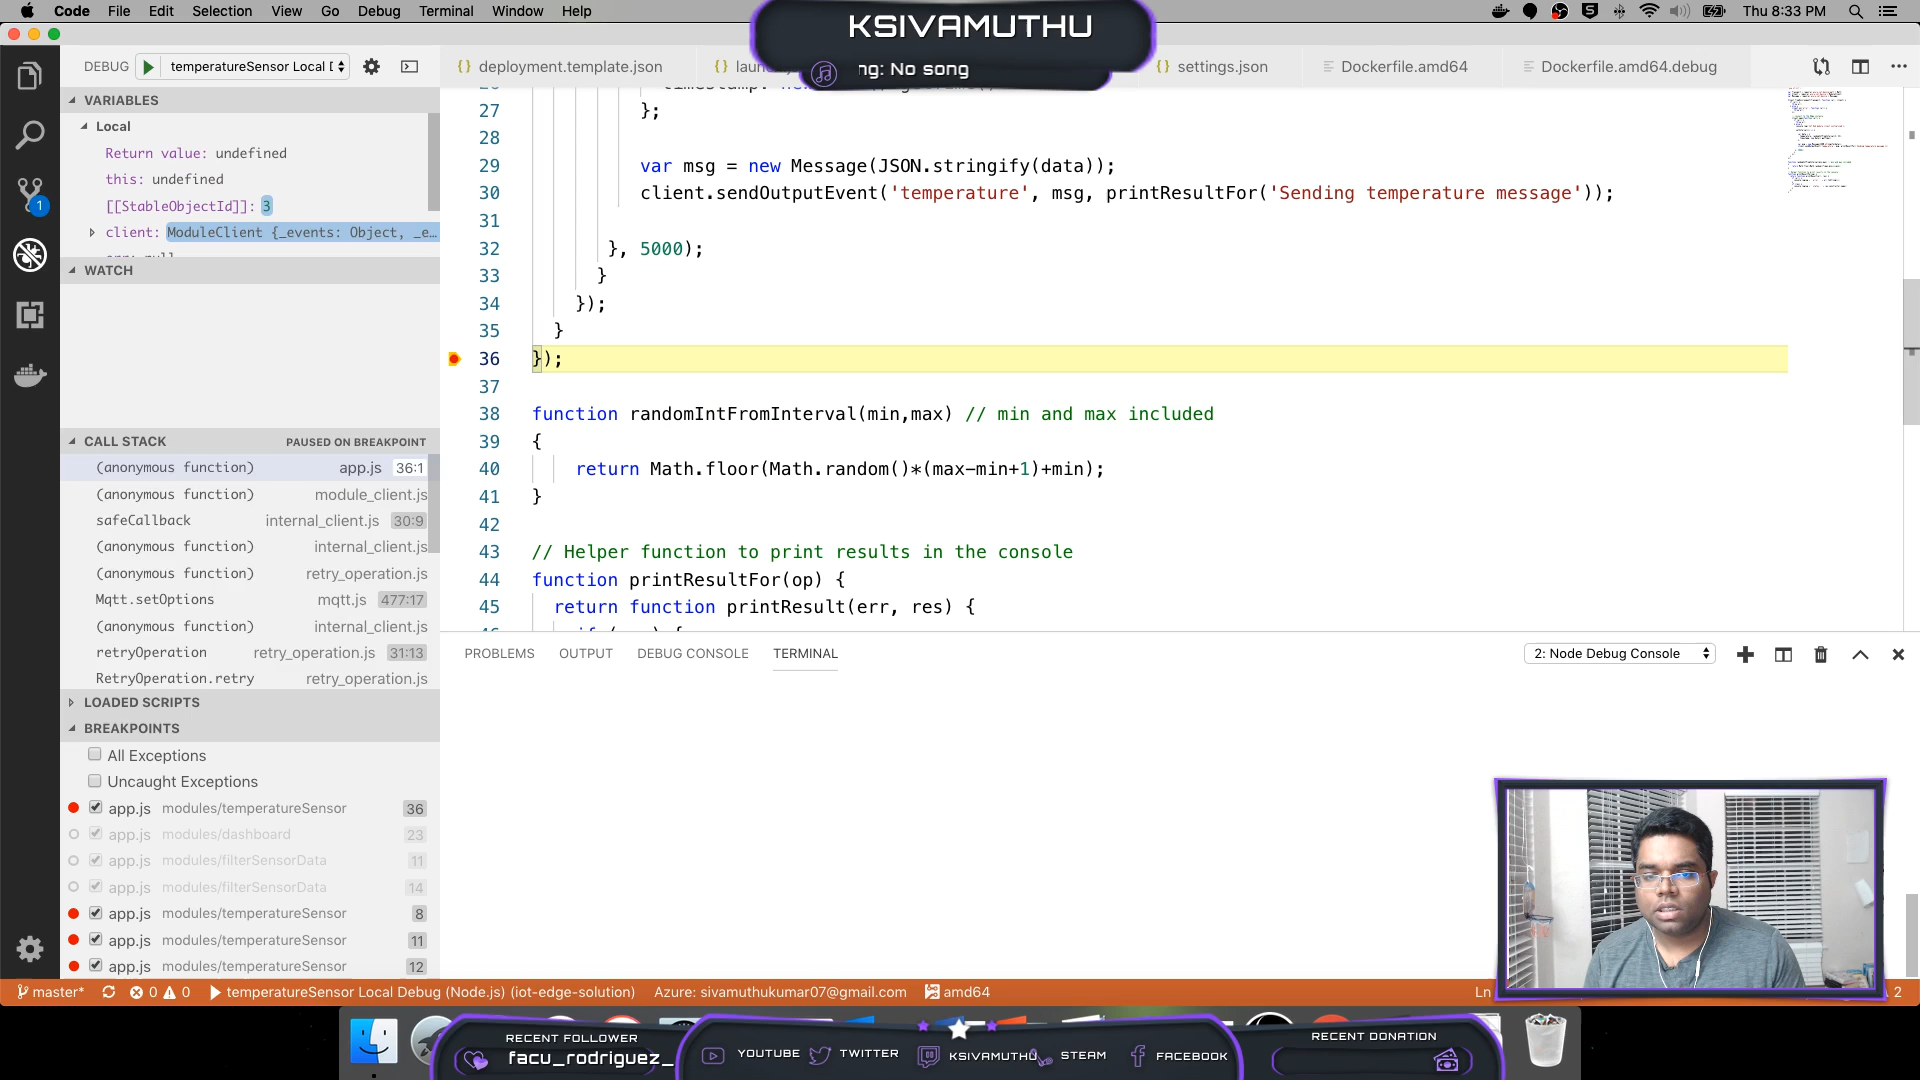 Code File Edit Selection View Go Debug Terminal Window Help
Thu 8:33 PM
KSIVAMUTHU
ng: No song
DEBUG temperatureSensor Local
deployment.template.json
settings.json
Dockerfile.amd64
Dockerfile.amd64.debug
VARIABLES
Local
Return value: undefined
this: undefined
[[StableObjectId]]: 3
client: ModuleClient {_events: Object, _e…
WATCH
CALL STACK PAUSED ON BREAKPOINT
(anonymous function) app.js 36:1
(anonymous function) module_client.js
safeCallback internal_client.js 30:9
(anonymous function) internal_client.js
(anonymous function) retry_operation.js
Mqtt.setOptions mqtt.js 477:17
(anonymous function) internal_client.js
retryOperation retry_operation.js 31:13
RetryOperation.retry retry_operation.js
LOADED SCRIPTS
BREAKPOINTS
All Exceptions
Uncaught Exceptions
app.js modules/temperatureSensor 36
app.js modules/dashboard 23
app.js modules/filterSensorData 11
app.js modules/filterSensorData 14
app.js modules/temperatureSensor 8
app.js modules/temperatureSensor 11
app.js modules/temperatureSensor 12
27 };
28
29 var msg = new Message(JSON.stringify(data));
30 client.sendOutputEvent('temperature', msg, printResultFor('Sending temperature message'));
31
32 }, 5000);
33 }
34 });
35 }
36 });
37
38 function randomIntFromInterval(min,max) // min and max included
39 {
40 return Math.floor(Math.random()*(max-min+1)+min);
41 }
42
43 // Helper function to print results in the console
44 function printResultFor(op) {
45 return function printResult(err, res) {
PROBLEMS OUTPUT DEBUG CONSOLE TERMINAL
2: Node Debug Console
1
master* 0 0 temperatureSensor Local Debug (Node.js) (iot-edge-solution) Azure: sivamuthukumar07@gmail.com amd64
Ln
2
RECENT FOLLOWER
facu_rodriguez_
YOUTUBE TWITTER KSIVAMUTHU STEAM FACEBOOK
RECENT DONATION